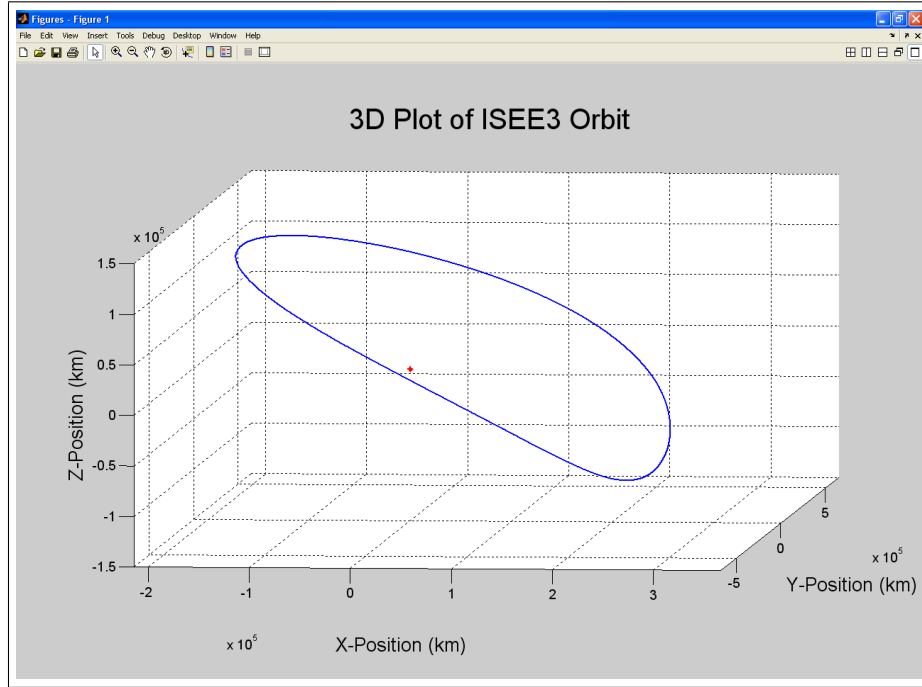 Figures - Figure 1
File Edit View Insert Tools Debug Desktop Window Help
3D Plot of ISEE3 Orbit
x 10^5
1.5
1
0.5
0
-0.5
-1
-1.5
Z-Position (km)
-2 -1 0 1 2 3
x 10^5
X-Position (km)
-5 0 5
x 10^5
Y-Position (km)